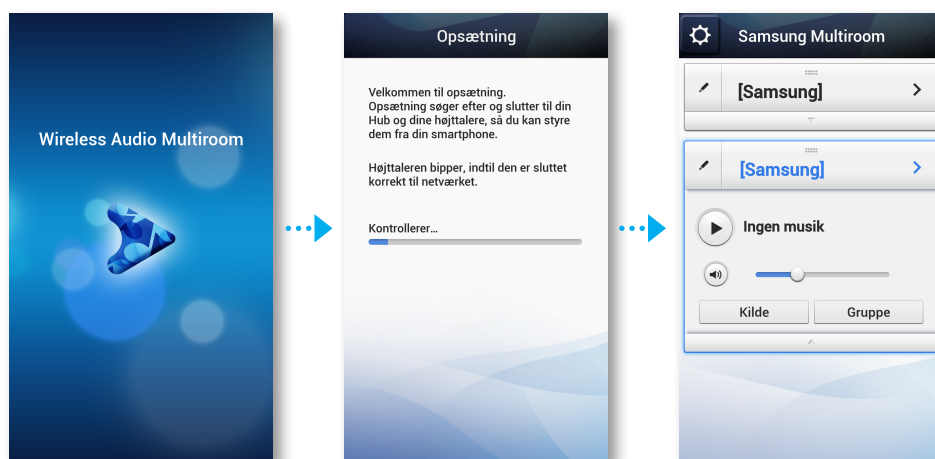 Wireless Audio Multiroom
Opsætning
Velkommen til opsætning.
Opsætning søger efter og slutter til din
Hub og dine højttalere, så du kan styre
dem fra din smartphone.
Højttaleren bipper, indtil den er sluttet
korrekt til netværket.
Kontrollerer...
Samsung Multiroom
[Samsung]
[Samsung]
Ingen musik
Kilde
Gruppe